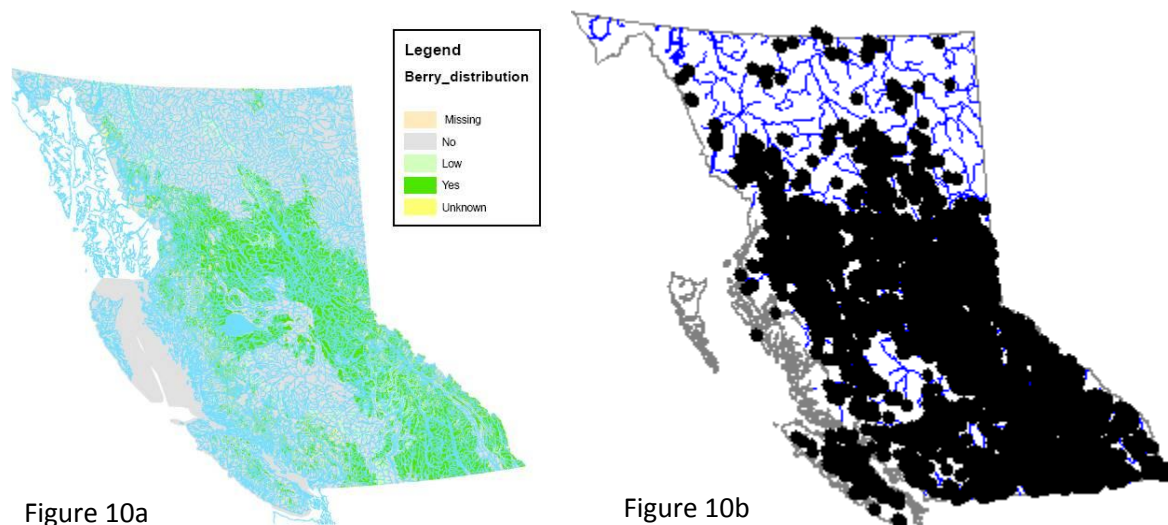 Legend
Berry_distribution
Missing
No
Low
Yes
Unknown
Figure 10a
Figure 10b